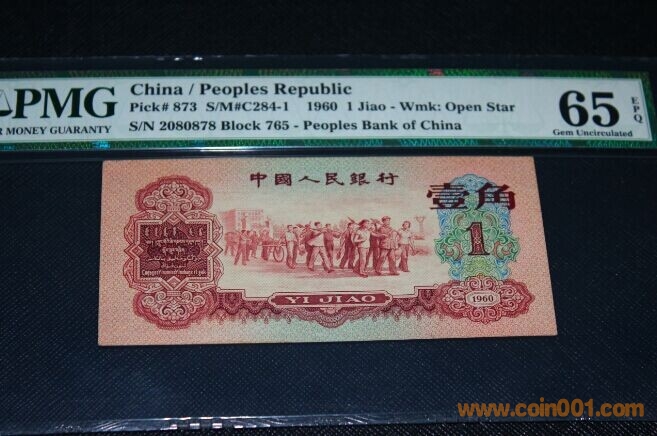 PMG
China / Peoples Republic
Pick# 873 S/M#C284-1 1960 1 Jiao - Wmk: Open Star
R MONEY GUARANTY
S/N 2080878 Block 765 - Peoples Bank of China
65
EPQ
Gem Uncirculated
中國人民銀行
壹角
1
YI JIAO
1960
www.coin001.com